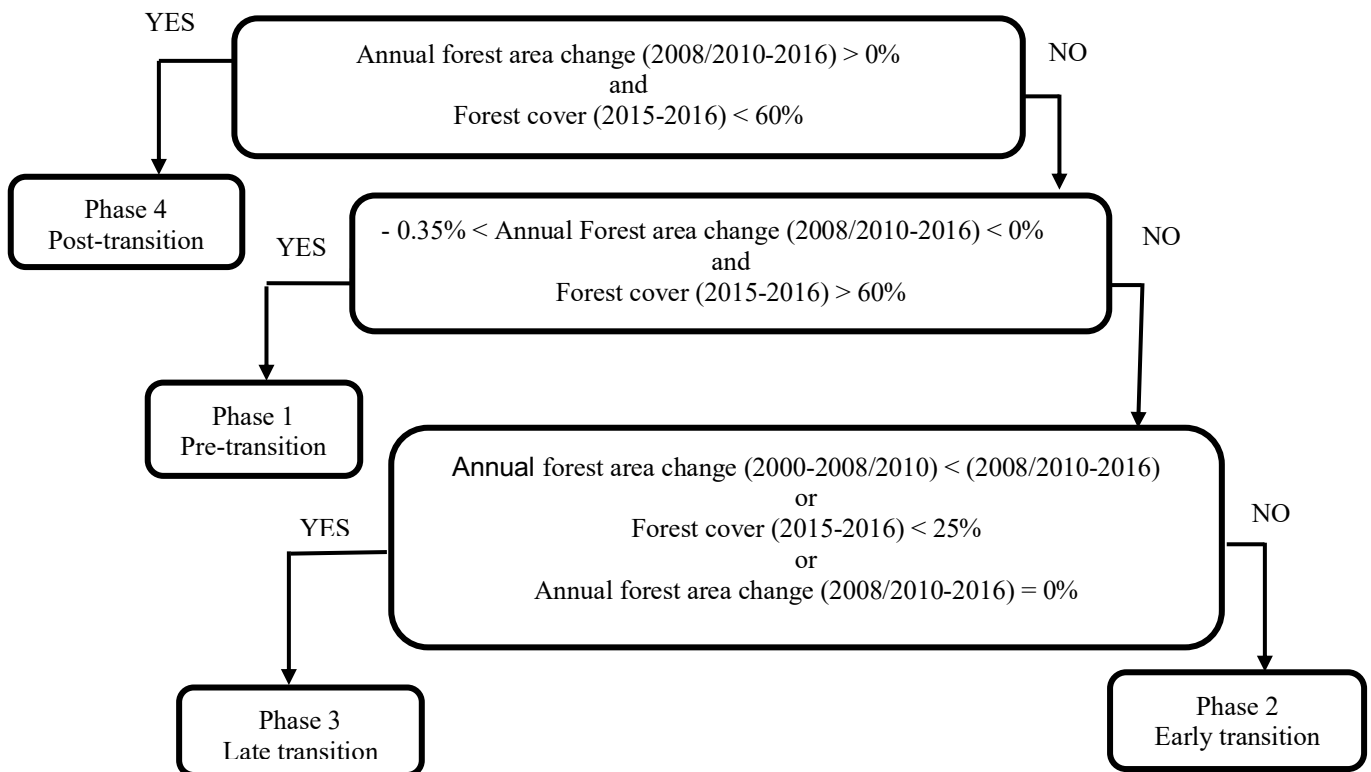 YES
Annual forest area change (2008/2010-2016) > 0%
and
Forest cover (2015-2016) < 60%
NO
Phase 4
Post-transition
YES
- 0.35% < Annual Forest area change (2008/2010-2016) < 0%
and
Forest cover (2015-2016) > 60%
NO
Phase 1
Pre-transition
Annual forest area change (2000-2008/2010) < (2008/2010-2016)
or
Forest cover (2015-2016) < 25%
or
Annual forest area change (2008/2010-2016) = 0%
YES
NO
Phase 3
Late transition
Phase 2
Early transition